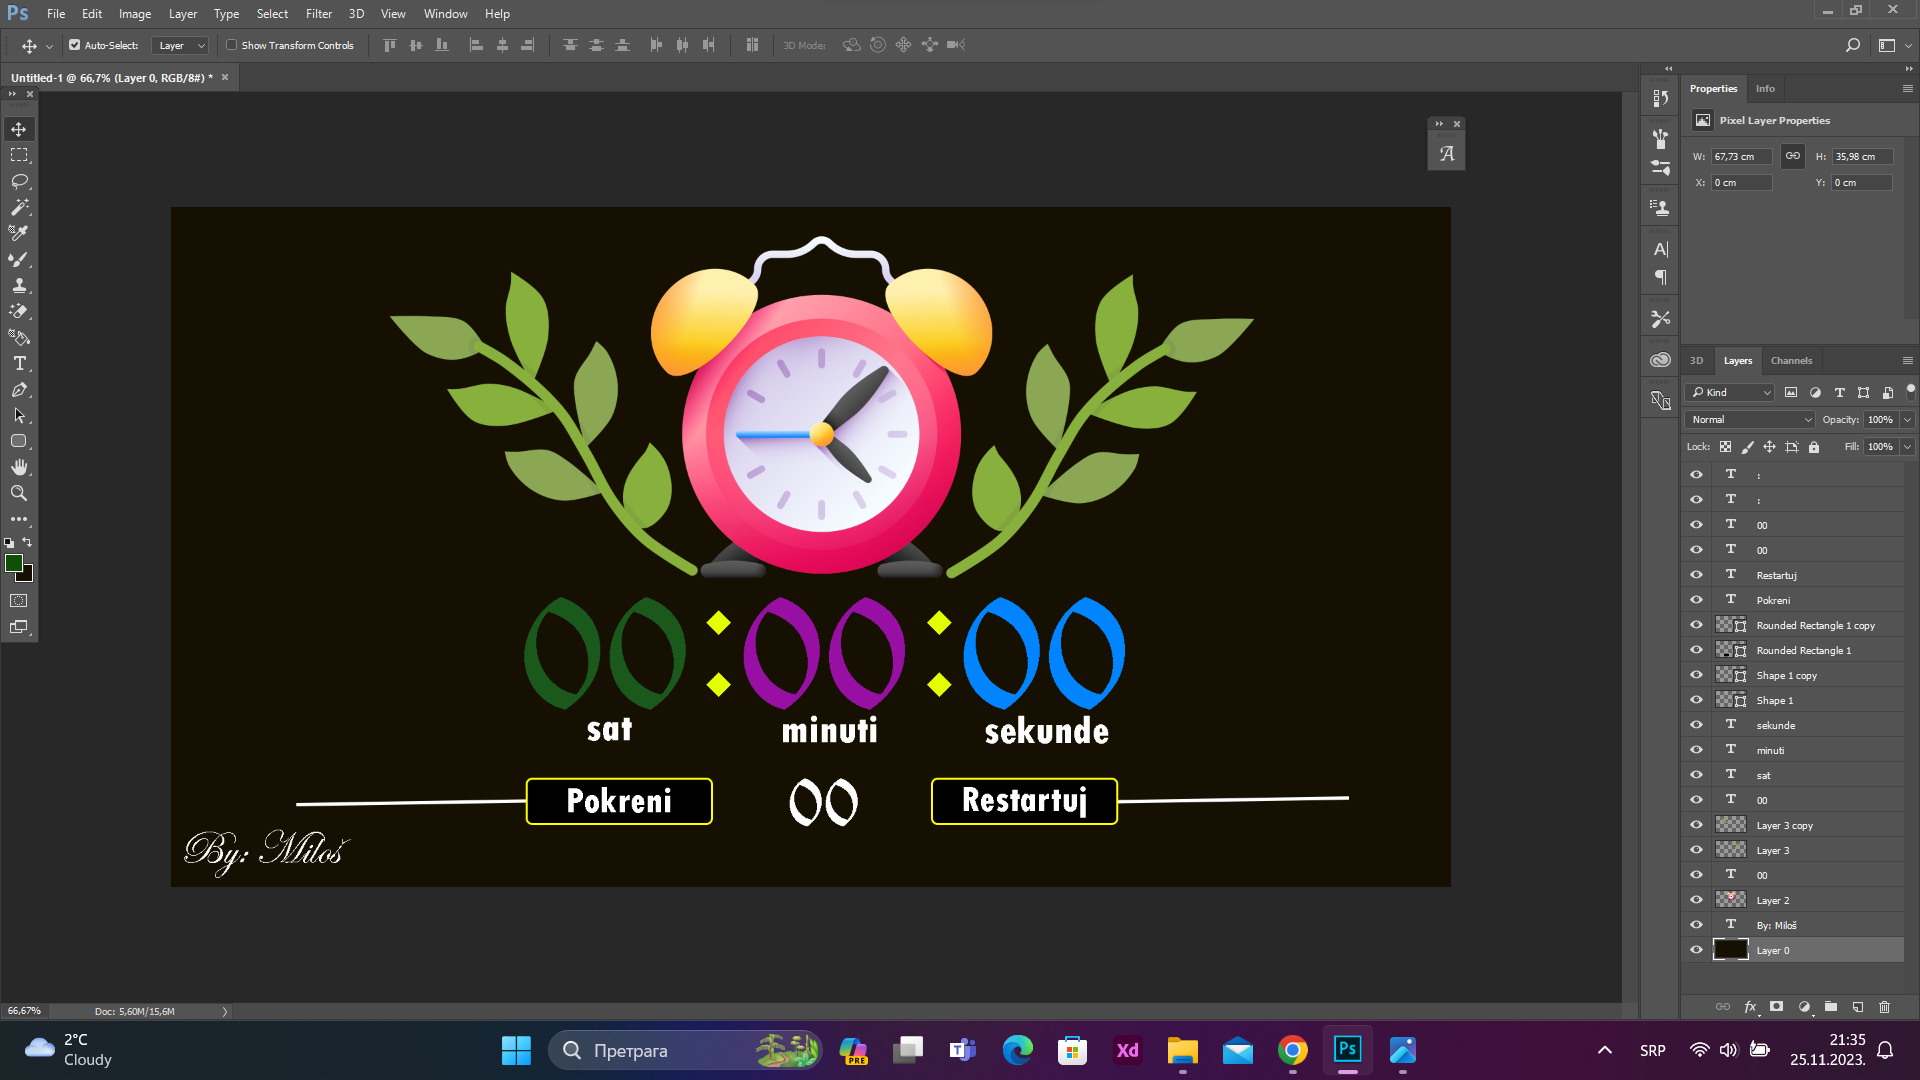 Ps File Edit Image Layer Type Select Filter 3D View Window Help
Auto-Select: Layer Show Transform Controls 3D Mode:
Untitled-1 @ 66,7% (Layer 0, RGB/8#) *
Properties Info
Pixel Layer Properties
W: 67,73 cm H: 35,98 cm
X: 0 cm Y: 0 cm
3D Layers Channels
Kind
Normal Opacity: 100%
Lock: Fill: 100%
:
:
00
00
Restartuj
Pokreni
Rounded Rectangle 1 copy
Rounded Rectangle 1
Shape 1 copy
Shape 1
sekunde
minuti
sat
00
Layer 3 copy
Layer 3
00
Layer 2
By: Miloš
Layer 0
00 : 00 : 00
sat minuti sekunde
Pokreni 00 Restartuj
By: Miloš
66,67% Doc: 5,60M/15,6M
2°C
Cloudy
Претрага
PRE
Xd
Ps
SRP
21:35
25.11.2023.